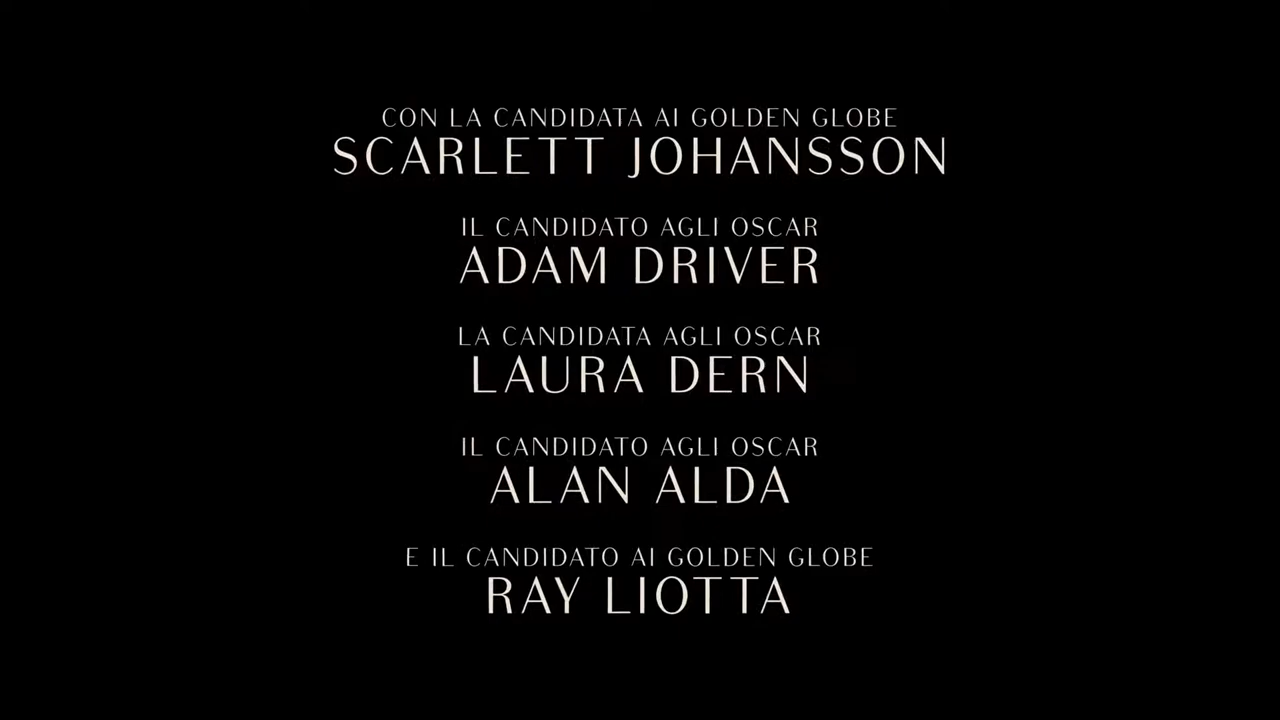 CON LA CANDIDATA AI GOLDEN GLOBE
SCARLETT JOHANSSON
IL CANDIDATO AGLI OSCAR
ADAM DRIVER
LA CANDIDATA AGLI OSCAR
LAURA DERN
IL CANDIDATO AGLI OSCAR
ALAN ALDA
E IL CANDIDATO AI GOLDEN GLOBE
RAY LIOTTA